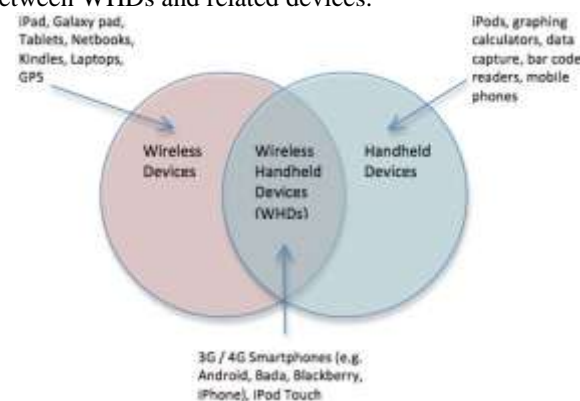 etween WHDs and related devices.
iPad, Galaxy pad,
Tablets, Netbooks,
Kindles, Laptops,
GPS
iPods, graphing
calculators, data
capture, bar code
readers, mobile
phones
Wireless
Devices
Wireless
Handheld
Devices
(WHDs)
Handheld
Devices
3G / 4G Smartphones (e.g.
Android, Bada, Blackberry,
iPhone), iPod Touch